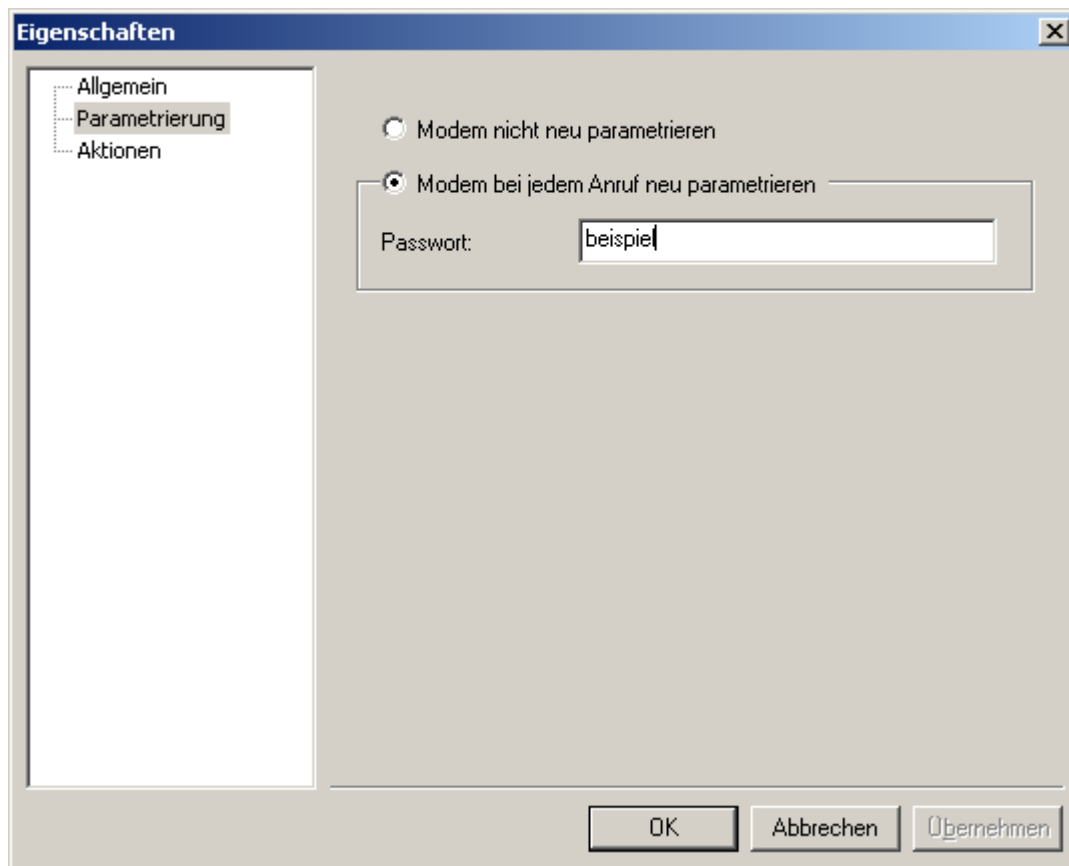 Eigenschaften
Allgemein
Parametrierung
Aktionen
Modem nicht neu parametrieren
Modem bei jedem Anruf neu parametrieren
Passwort: beispiel
OK Abbrechen Übernehmen